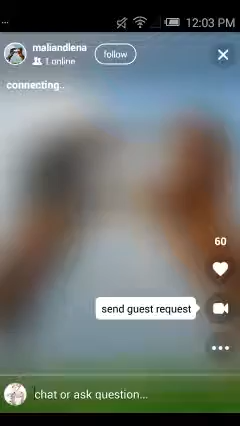 ... 12:03 PM
maliandlena
1 online
follow
connecting..
60
send guest request
chat or ask question...